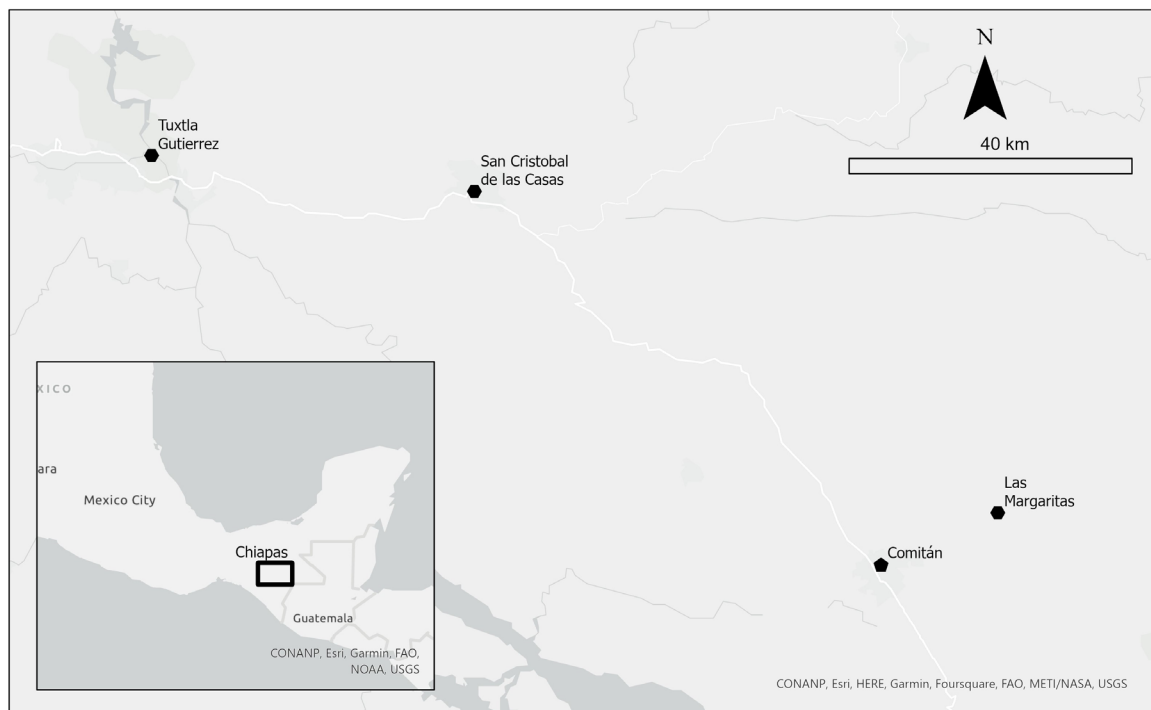 N
40 km
Tuxtla
Gutierrez
San Cristobal
de las Casas
XICO
ara
Mexico City
Chiapas
Guatemala
CONANP, Esri, Garmin, FAO,
NOAA, USGS
Las
Margaritas
Comitán
CONANP, Esri, HERE, Garmin, Foursquare, FAO, METI/NASA, USGS